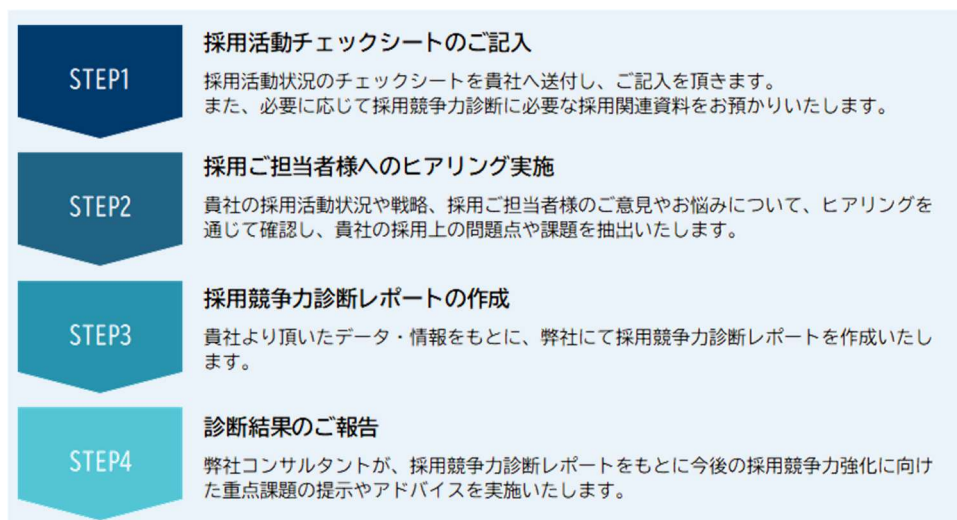 STEP1
採用活動チェックシートのご記入
採用活動状況のチェックシートを貴社へ送付し、ご記入を頂きます。
また、必要に応じて採用競争力診断に必要な採用関連資料をお預かりいたします。
STEP2
採用ご担当者様へのヒアリング実施
貴社の採用活動状況や戦略、採用ご担当者様のご意見やお悩みについて、ヒアリングを
通じて確認し、貴社の採用上の問題点や課題を抽出いたします。
STEP3
採用競争力診断レポートの作成
貴社より頂いたデータ・情報をもとに、弊社にて採用競争力診断レポートを作成いたし
ます。
STEP4
診断結果のご報告
弊社コンサルタントが、採用競争力診断レポートをもとに今後の採用競争力強化に向け
た重点課題の提示やアドバイスを実施いたします。